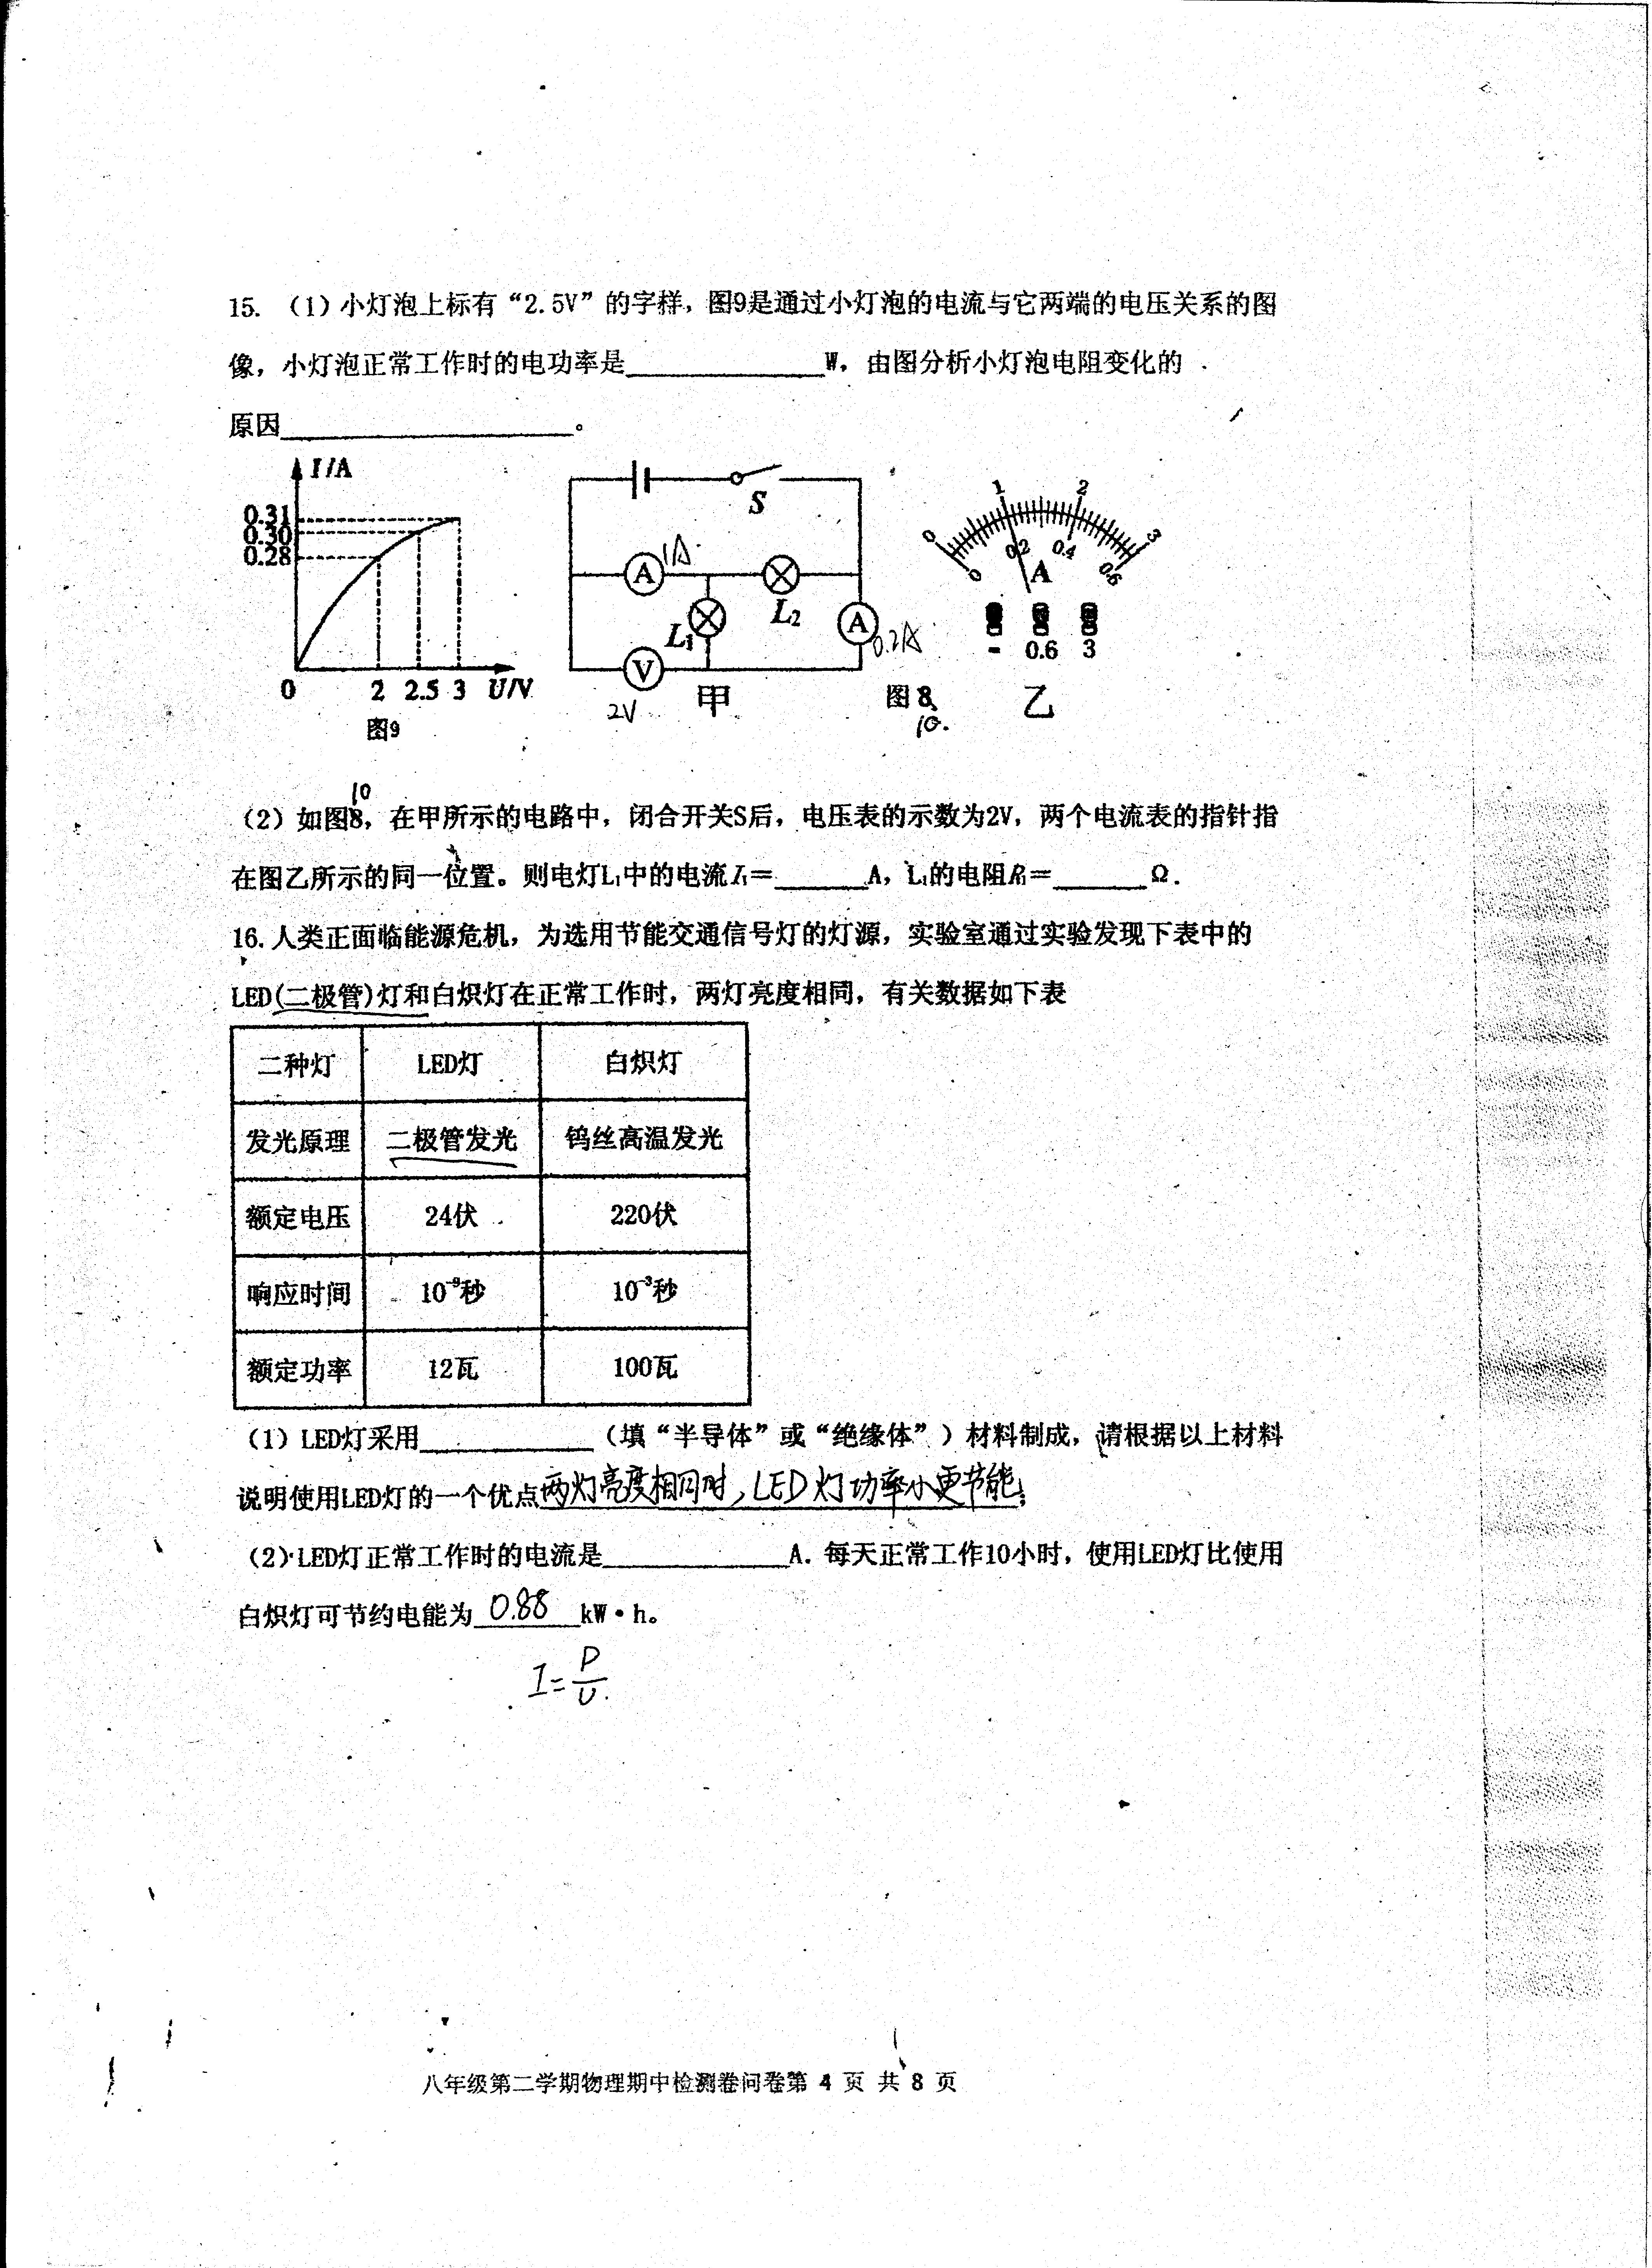 15. （1）小灯泡上标有“2.5V”的字样，图9是通过小灯泡的电流与它两端的电压关系的图
像，小灯泡正常工作时的电功率是____________W，由图分析小灯泡电阻变化的
原因____________。
I/A
0.31
0.30
0.28
0 2 2.5 3 U/V
图9
S
A 1A
L₂
L₁
A 0.2A
V
2V
甲
0 1 2 3
0 0.2 0.4 0.6
A
- 0.6 3
图8
10.
乙
10
（2）如图8，在甲所示的电路中，闭合开关S后，电压表的示数为2V，两个电流表的指针指
在图乙所示的同一位置。则电灯L₁中的电流I₁=______A，L₁的电阻R₁=______Ω.
16.人类正面临能源危机，为选用节能交通信号灯的灯源，实验室通过实验发现下表中的
LED(二极管)灯和白炽灯在正常工作时，两灯亮度相同，有关数据如下表
二种灯 LED灯 白炽灯
发光原理 二极管发光 钨丝高温发光
额定电压 24伏 220伏
响应时间 10⁻⁹秒 10⁻³秒
额定功率 12瓦 100瓦
（1）LED灯采用____________（填“半导体”或“绝缘体”）材料制成，请根据以上材料
说明使用LED灯的一个优点两灯亮度相同时，LED灯功率小更节能；
（2）LED灯正常工作时的电流是____________A. 每天正常工作10小时，使用LED灯比使用
白炽灯可节约电能为 0.88 kW·h。
I=P/U.
八年级第二学期物理期中检测卷问卷第 4 页 共 8 页